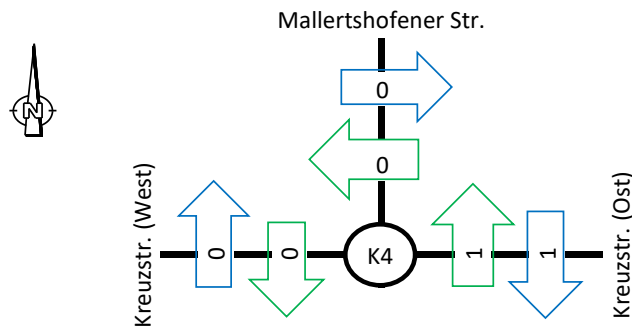 Mallertshofener Str.
N
0
0
Kreuzstr. (West)
0
0
K4
1
1
Kreuzstr. (Ost)